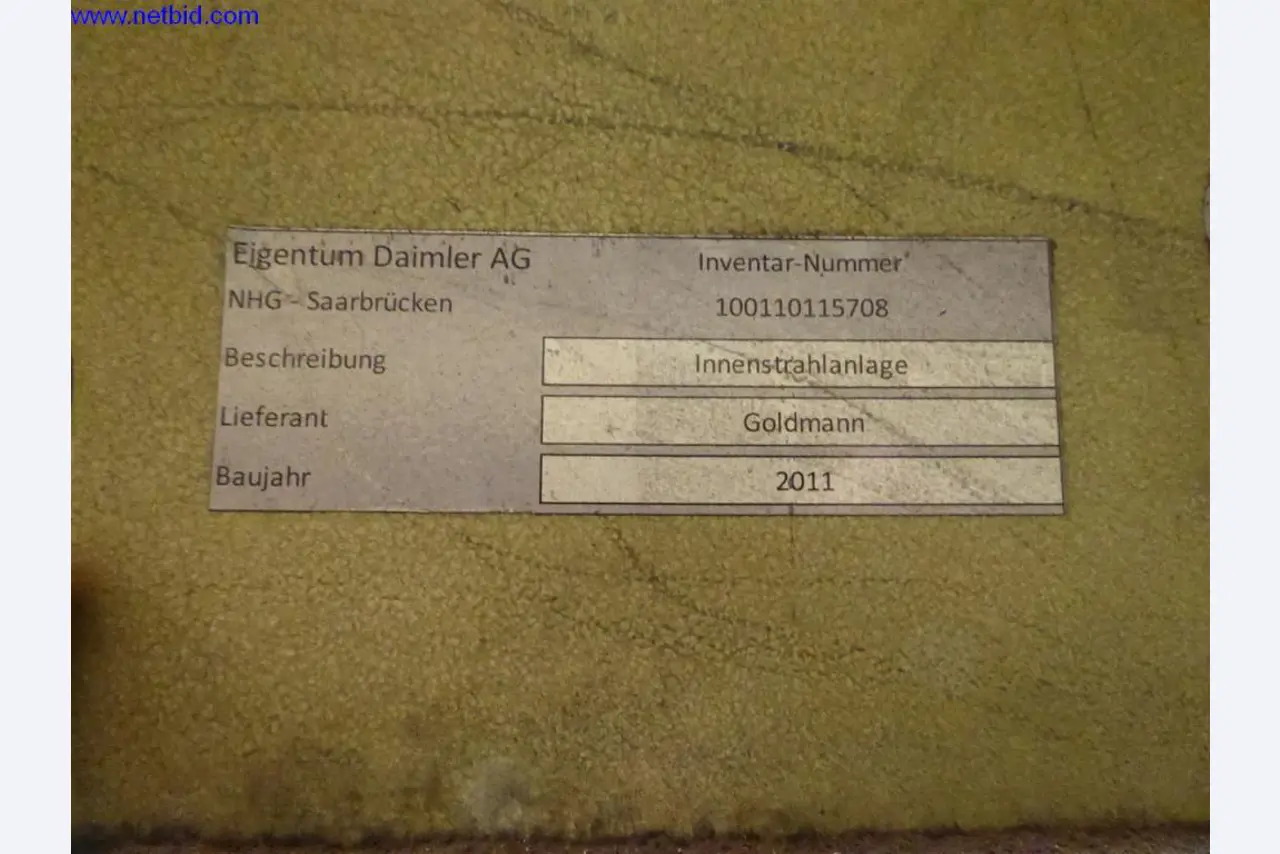 www.netbid.com
Eigentum Daimler AG
Inventar-Nummer
NHG - Saarbrücken
100110115708
Beschreibung
Innenstrahlanlage
Lieferant
Goldmann
Baujahr
2011